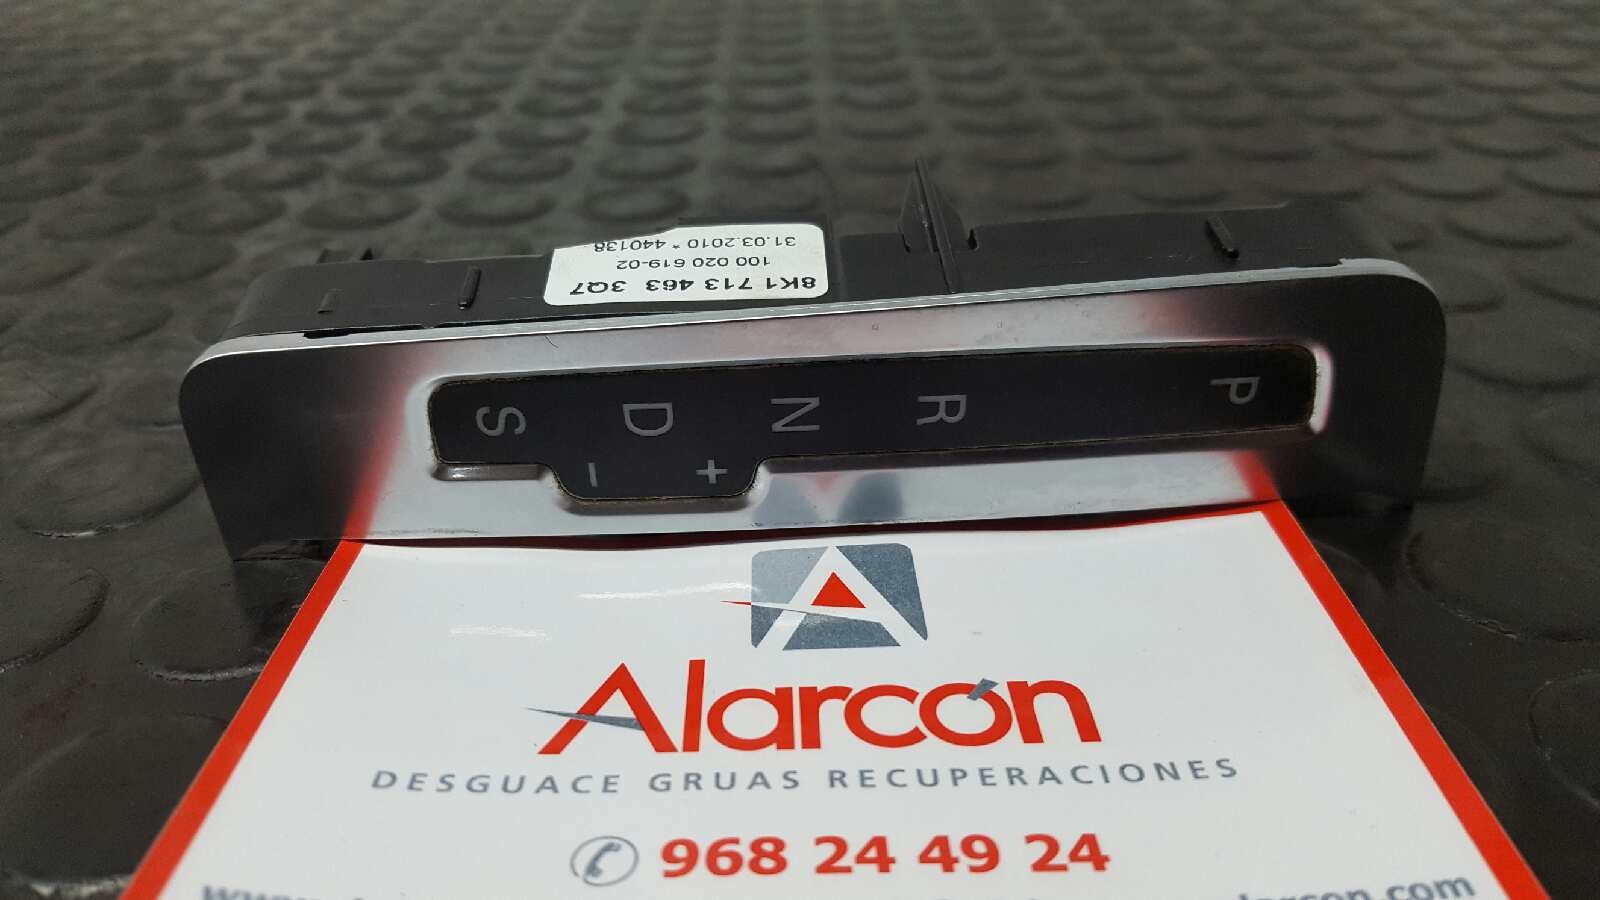 8K1 713 463 3Q7
100 020 619-02
31.03.2010 * 440138
P R N D S
+ −
Alarcón
DESGUACE GRUAS RECUPERACIONES
968 24 49 24